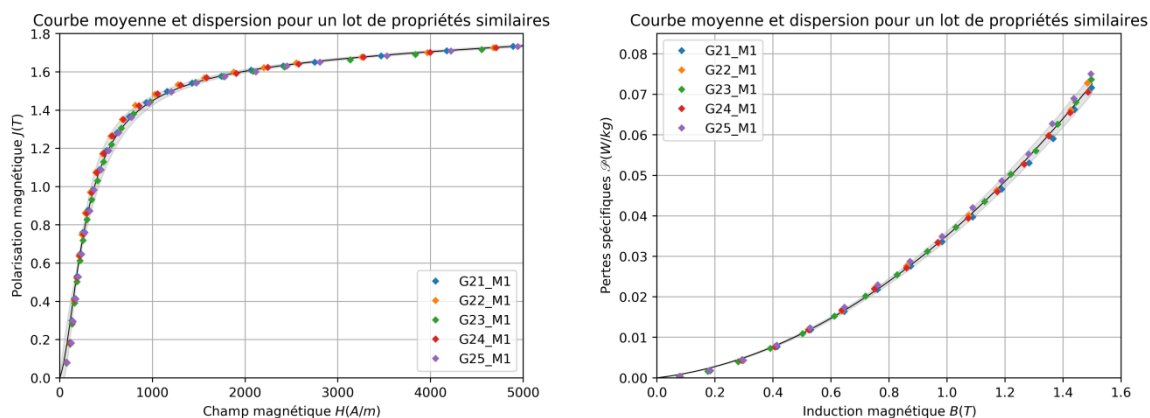 Courbe moyenne et dispersion pour un lot de propriétés similaires
Polarisation magnétique J(T)
1.8
1.6
1.4
1.2
1.0
0.8
0.6
0.4
0.2
0.0
G21_M1
G22_M1
G23_M1
G24_M1
G25_M1
0 1000 2000 3000 4000 5000
Champ magnétique H(A/m)
Courbe moyenne et dispersion pour un lot de propriétés similaires
Pertes spécifiques 𝒫(W/kg)
0.08
0.07
0.06
0.05
0.04
0.03
0.02
0.01
0.00
G21_M1
G22_M1
G23_M1
G24_M1
G25_M1
0.0 0.2 0.4 0.6 0.8 1.0 1.2 1.4 1.6
Induction magnétique B(T)